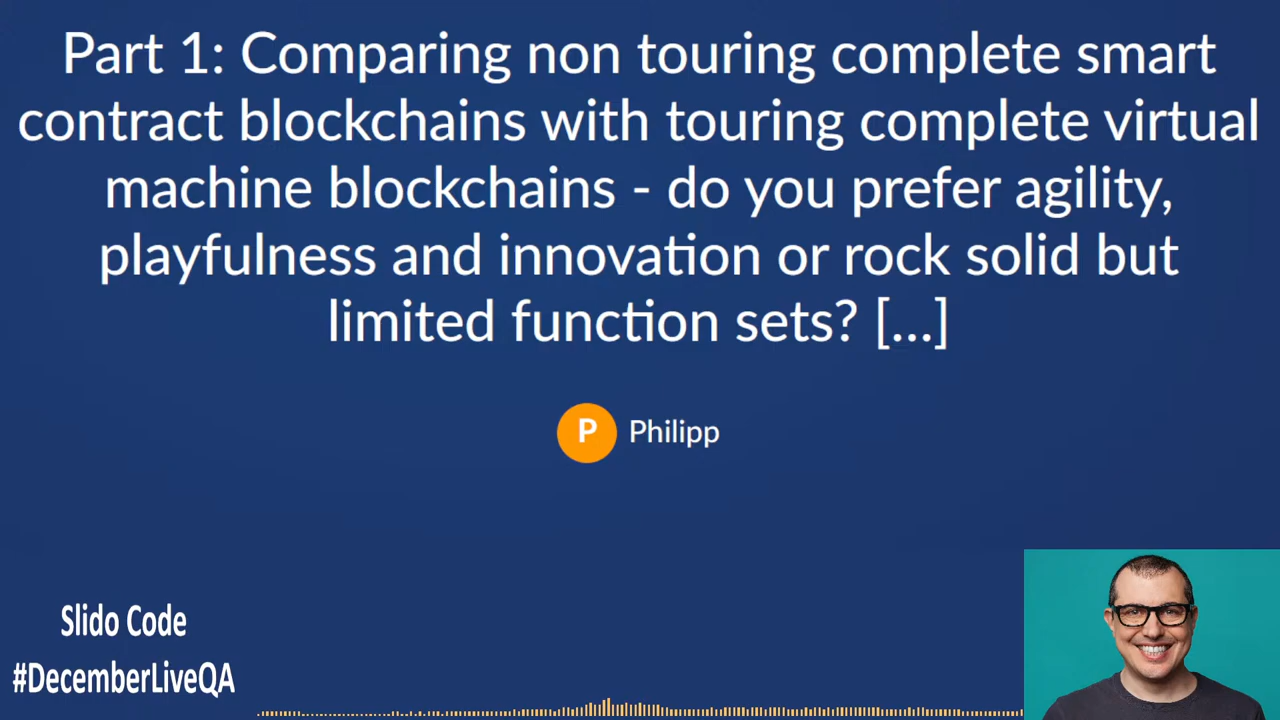 Part 1: Comparing non touring complete smart
contract blockchains with touring complete virtual
machine blockchains - do you prefer agility,
playfulness and innovation or rock solid but
limited function sets? [...]
P
Philipp
Slido Code
#DecemberLiveQA